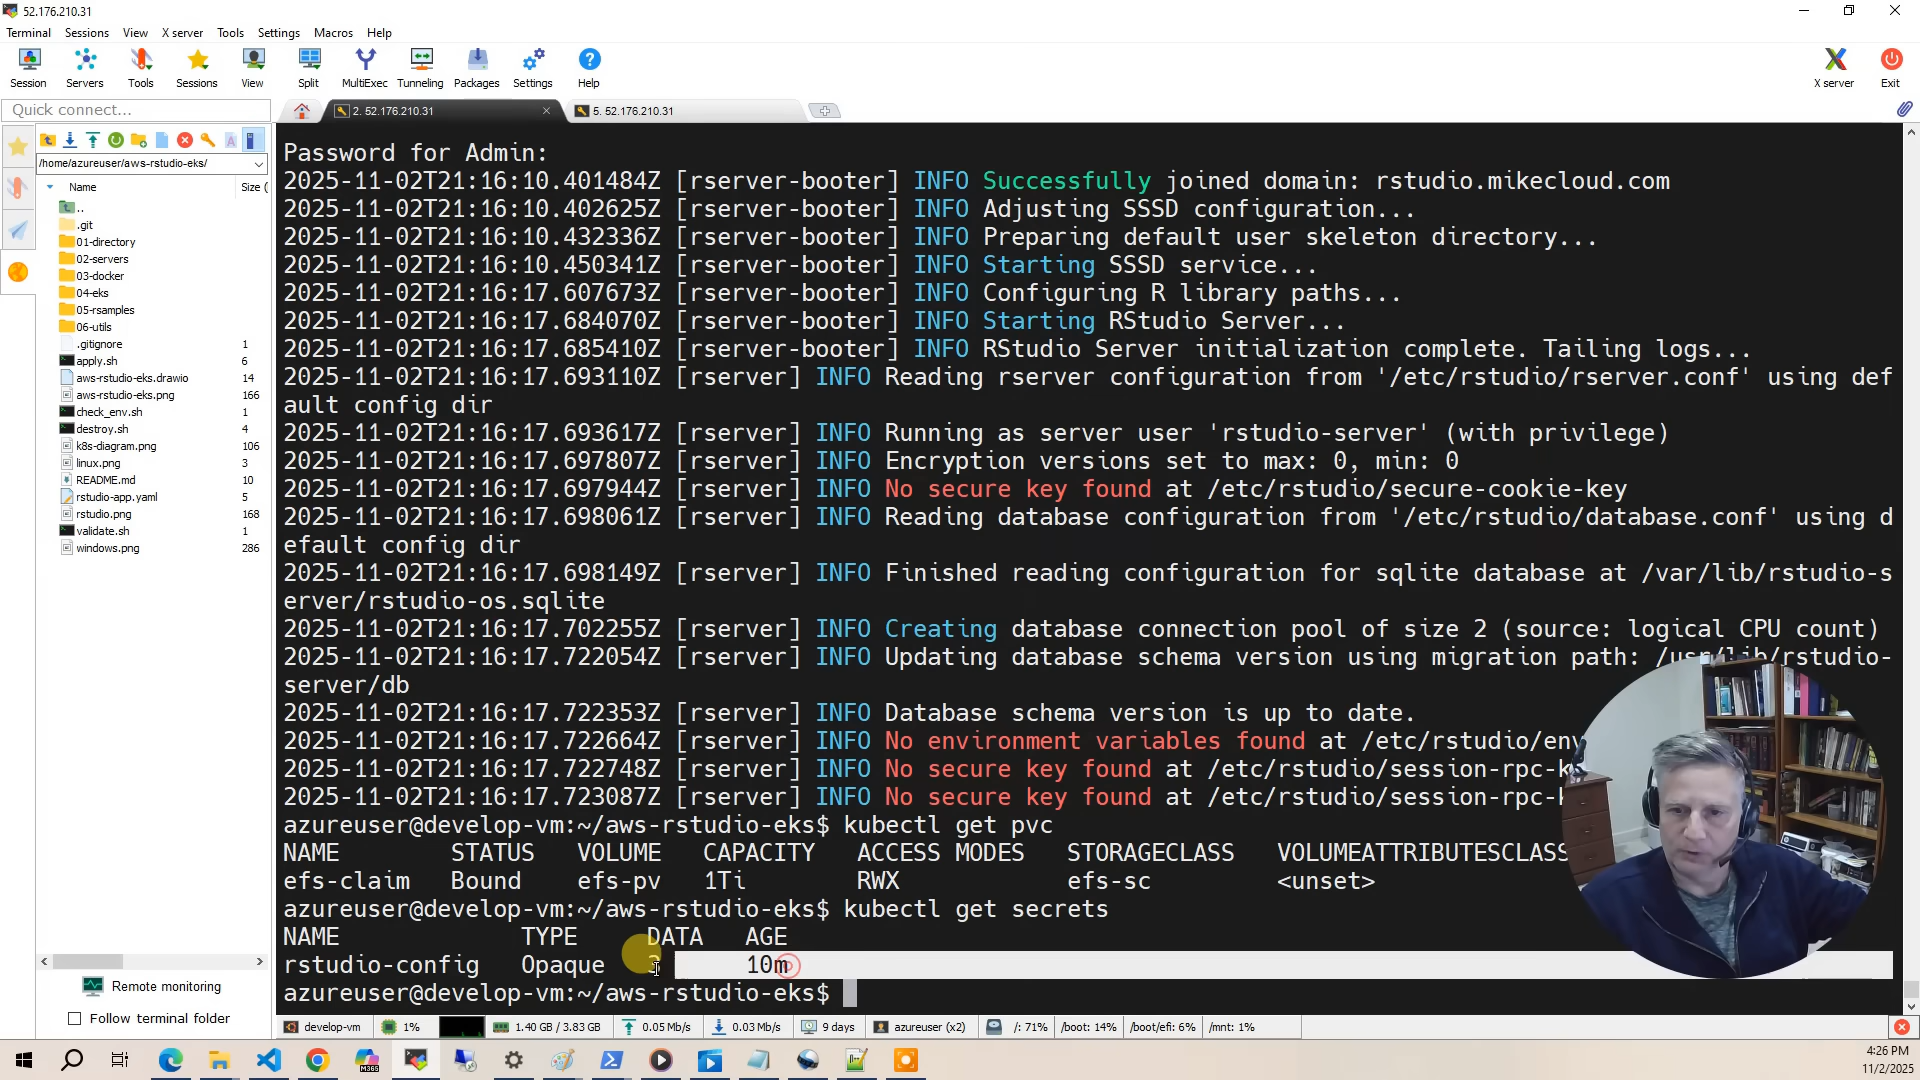 52.176.210.31
Terminal Sessions View X server Tools Settings Macros Help
Session Servers Tools Sessions View Split MultiExec Tunneling Packages Settings Help X server Exit
Quick connect...
2. 52.176.210.31
5. 52.176.210.31
/home/azureuser/aws-rstudio-eks/
Name Size (
..
.git
01-directory
02-servers
03-docker
04-eks
05-rsamples
06-utils
.gitignore 1
apply.sh 6
aws-rstudio-eks.drawio 14
aws-rstudio-eks.png 166
check_env.sh 1
destroy.sh 4
k8s-diagram.png 106
linux.png 3
README.md 10
rstudio-app.yaml 5
rstudio.png 168
validate.sh 1
windows.png 286
Remote monitoring
Follow terminal folder
Password for Admin:
2025-11-02T21:16:10.401484Z [rserver-booter] INFO Successfully joined domain: rstudio.mikecloud.com
2025-11-02T21:16:10.402625Z [rserver-booter] INFO Adjusting SSSD configuration...
2025-11-02T21:16:10.432336Z [rserver-booter] INFO Preparing default user skeleton directory...
2025-11-02T21:16:10.450341Z [rserver-booter] INFO Starting SSSD service...
2025-11-02T21:16:17.607673Z [rserver-booter] INFO Configuring R library paths...
2025-11-02T21:16:17.684070Z [rserver-booter] INFO Starting RStudio Server...
2025-11-02T21:16:17.685410Z [rserver-booter] INFO RStudio Server initialization complete. Tailing logs...
2025-11-02T21:16:17.693110Z [rserver] INFO Reading rserver configuration from '/etc/rstudio/rserver.conf' using def
ault config dir
2025-11-02T21:16:17.693617Z [rserver] INFO Running as server user 'rstudio-server' (with privilege)
2025-11-02T21:16:17.697807Z [rserver] INFO Encryption versions set to max: 0, min: 0
2025-11-02T21:16:17.697944Z [rserver] INFO No secure key found at /etc/rstudio/secure-cookie-key
2025-11-02T21:16:17.698061Z [rserver] INFO Reading database configuration from '/etc/rstudio/database.conf' using d
efault config dir
2025-11-02T21:16:17.698149Z [rserver] INFO Finished reading configuration for sqlite database at /var/lib/rstudio-s
erver/rstudio-os.sqlite
2025-11-02T21:16:17.702255Z [rserver] INFO Creating database connection pool of size 2 (source: logical CPU count)
2025-11-02T21:16:17.722054Z [rserver] INFO Updating database schema version using migration path: /usr/lib/rstudio-
server/db
2025-11-02T21:16:17.722353Z [rserver] INFO Database schema version is up to date.
2025-11-02T21:16:17.722664Z [rserver] INFO No environment variables found at /etc/rstudio/env
2025-11-02T21:16:17.722748Z [rserver] INFO No secure key found at /etc/rstudio/session-rpc-k
2025-11-02T21:16:17.723087Z [rserver] INFO No secure key found at /etc/rstudio/session-rpc-k
azureuser@develop-vm:~/aws-rstudio-eks$ kubectl get pvc
NAME STATUS VOLUME CAPACITY ACCESS MODES STORAGECLASS VOLUMEATTRIBUTESCLASS
efs-claim Bound efs-pv 1Ti RWX efs-sc <unset>
azureuser@develop-vm:~/aws-rstudio-eks$ kubectl get secrets
NAME TYPE DATA AGE
rstudio-config Opaque 3 10m
azureuser@develop-vm:~/aws-rstudio-eks$
develop-vm 1% 1.40 GB / 3.83 GB 0.05 Mb/s 0.03 Mb/s 9 days azureuser (x2) /: 71% /boot: 14% /boot/efi: 6% /mnt: 1%
M365
4:26 PM
11/2/2025